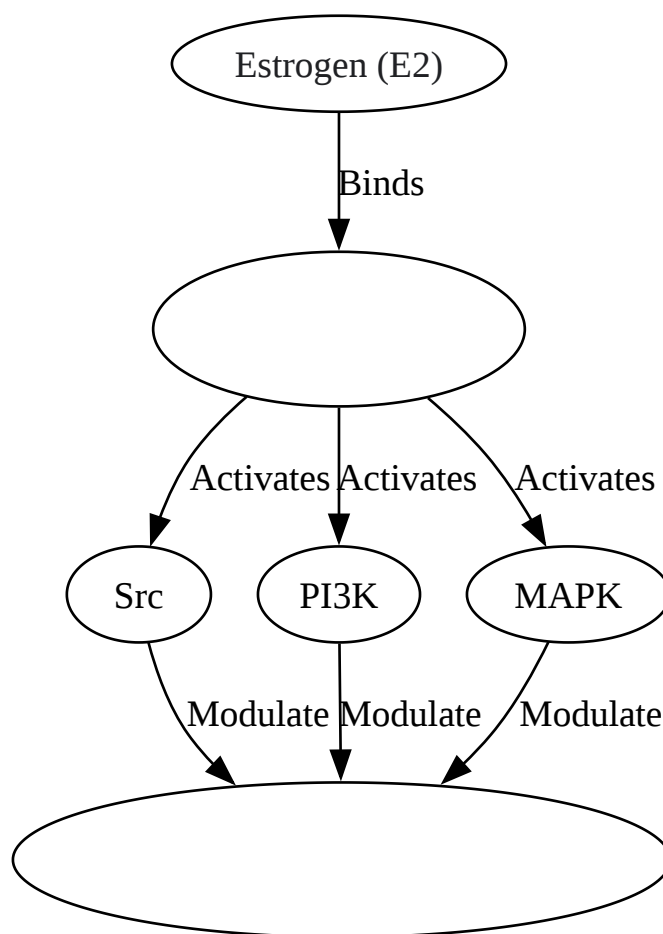 Estrogen (E2)
Binds
Activates Activates Activates
Src PI3K MAPK
Modulate Modulate Modulate